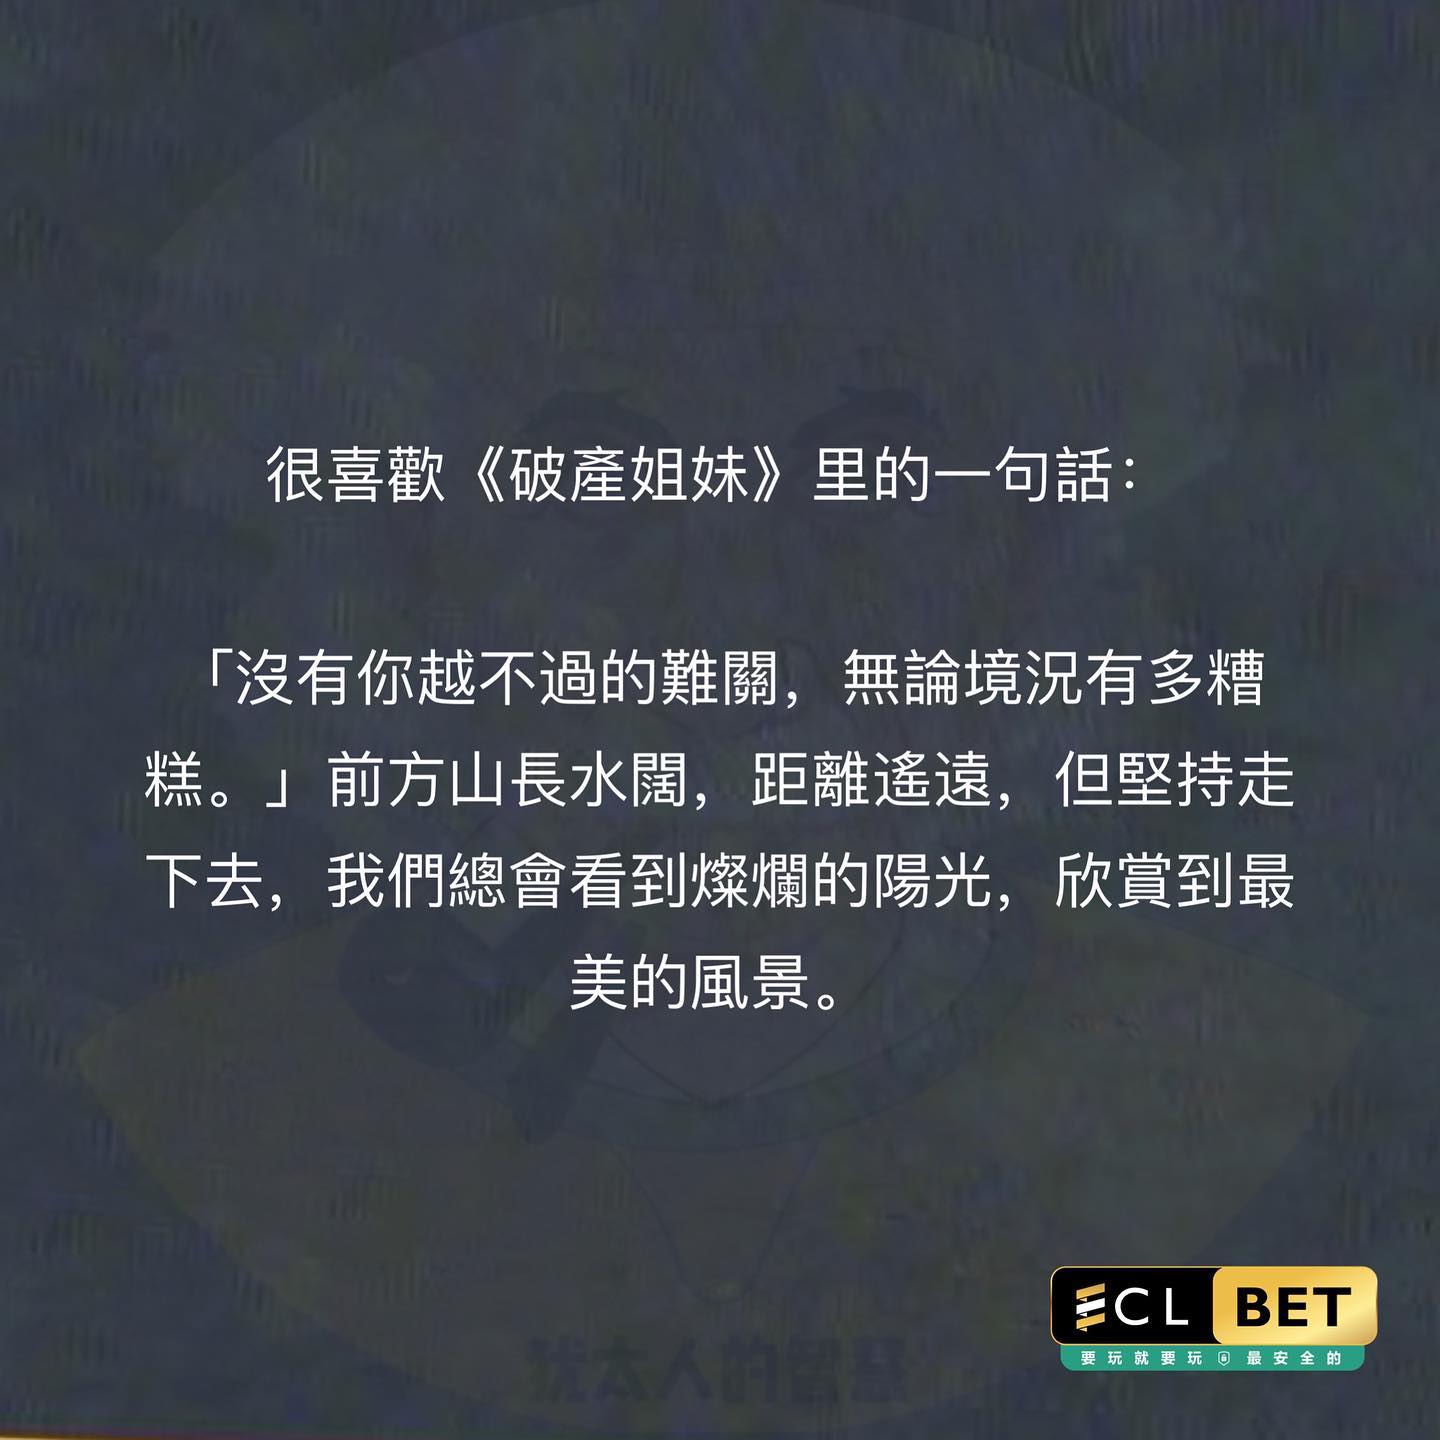 很喜歡《破產姐妹》里的一句話：
「沒有你越不過的難關，無論境況有多糟
糕。」前方山長水闊，距離遙遠，但堅持走
下去，我們總會看到燦爛的陽光，欣賞到最
美的風景。
ECL BET
要玩就要玩 最安全的